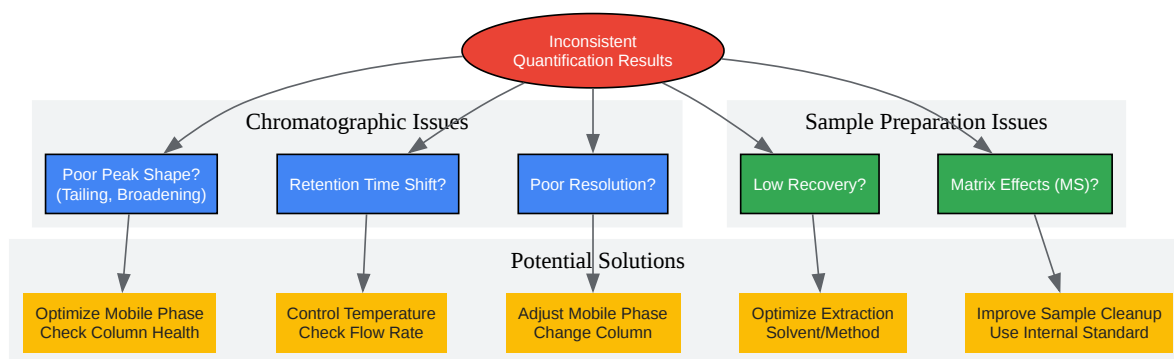 Inconsistent
Quantification Results
Chromatographic Issues
Sample Preparation Issues
Poor Peak Shape?
(Tailing, Broadening)
Retention Time Shift?
Poor Resolution?
Low Recovery?
Matrix Effects (MS)?
Potential Solutions
Optimize Mobile Phase
Check Column Health
Control Temperature
Check Flow Rate
Adjust Mobile Phase
Change Column
Optimize Extraction
Solvent/Method
Improve Sample Cleanup
Use Internal Standard